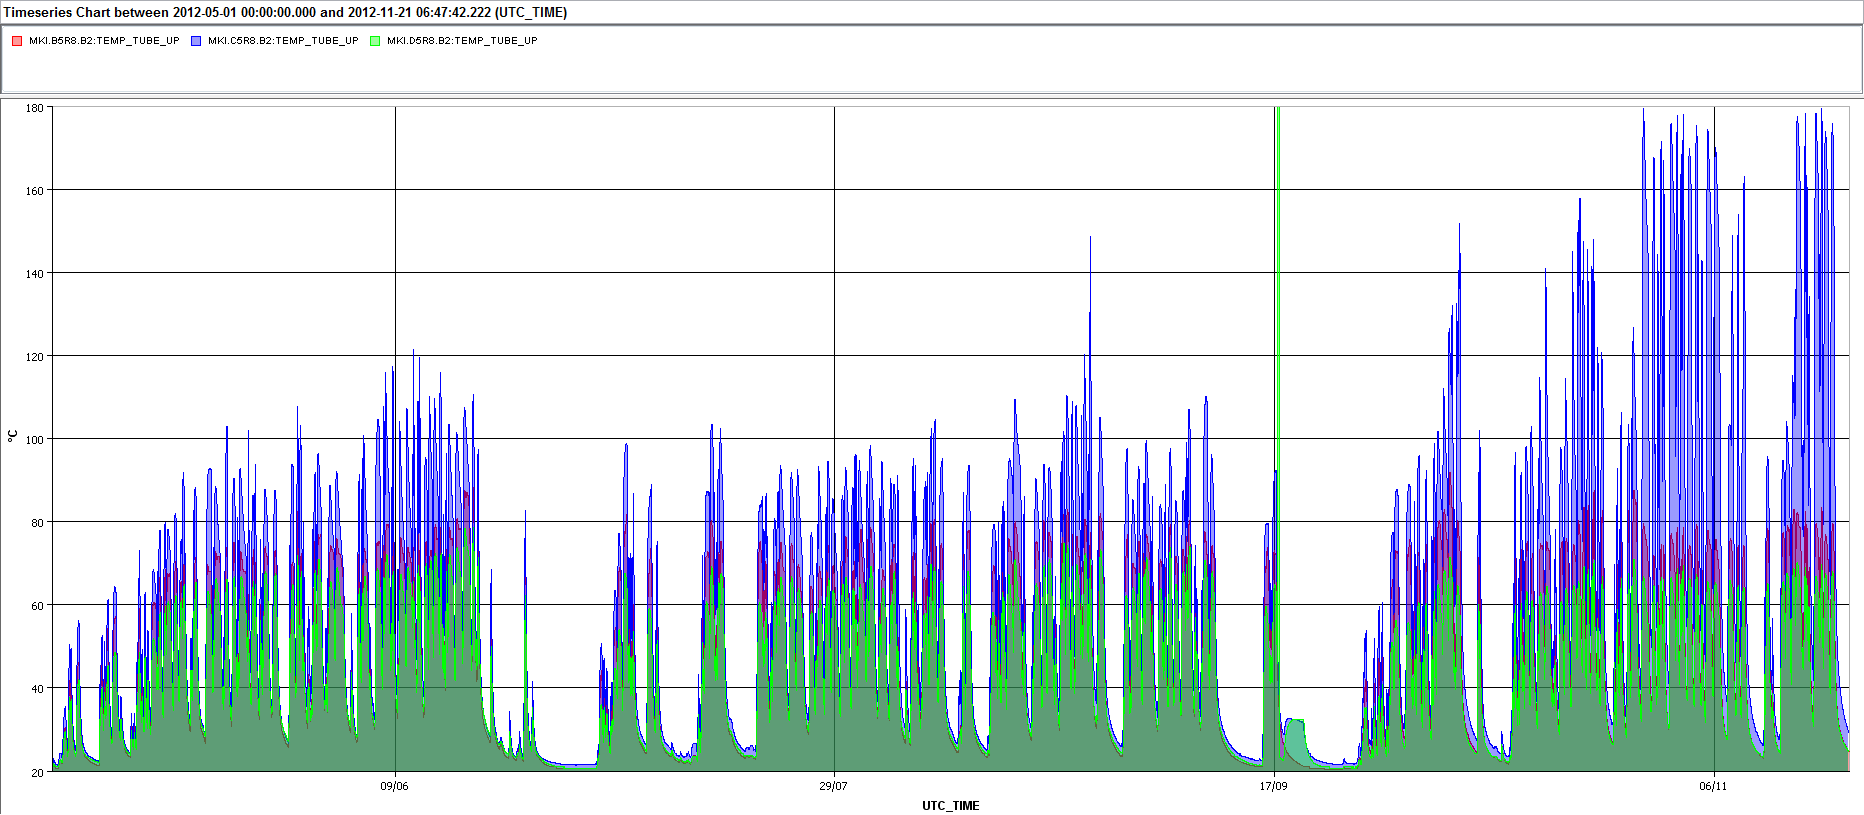 Timeseries Chart between 2012-05-01 00:00:00.000 and 2012-11-21 06:47:42.222 (UTC_TIME)
MKI.B5R8.B2:TEMP_TUBE_UP MKI.C5R8.B2:TEMP_TUBE_UP MKI.D5R8.B2:TEMP_TUBE_UP
180
160
140
120
°C
100
80
60
40
20
09/06 29/07 17/09 06/11
UTC_TIME